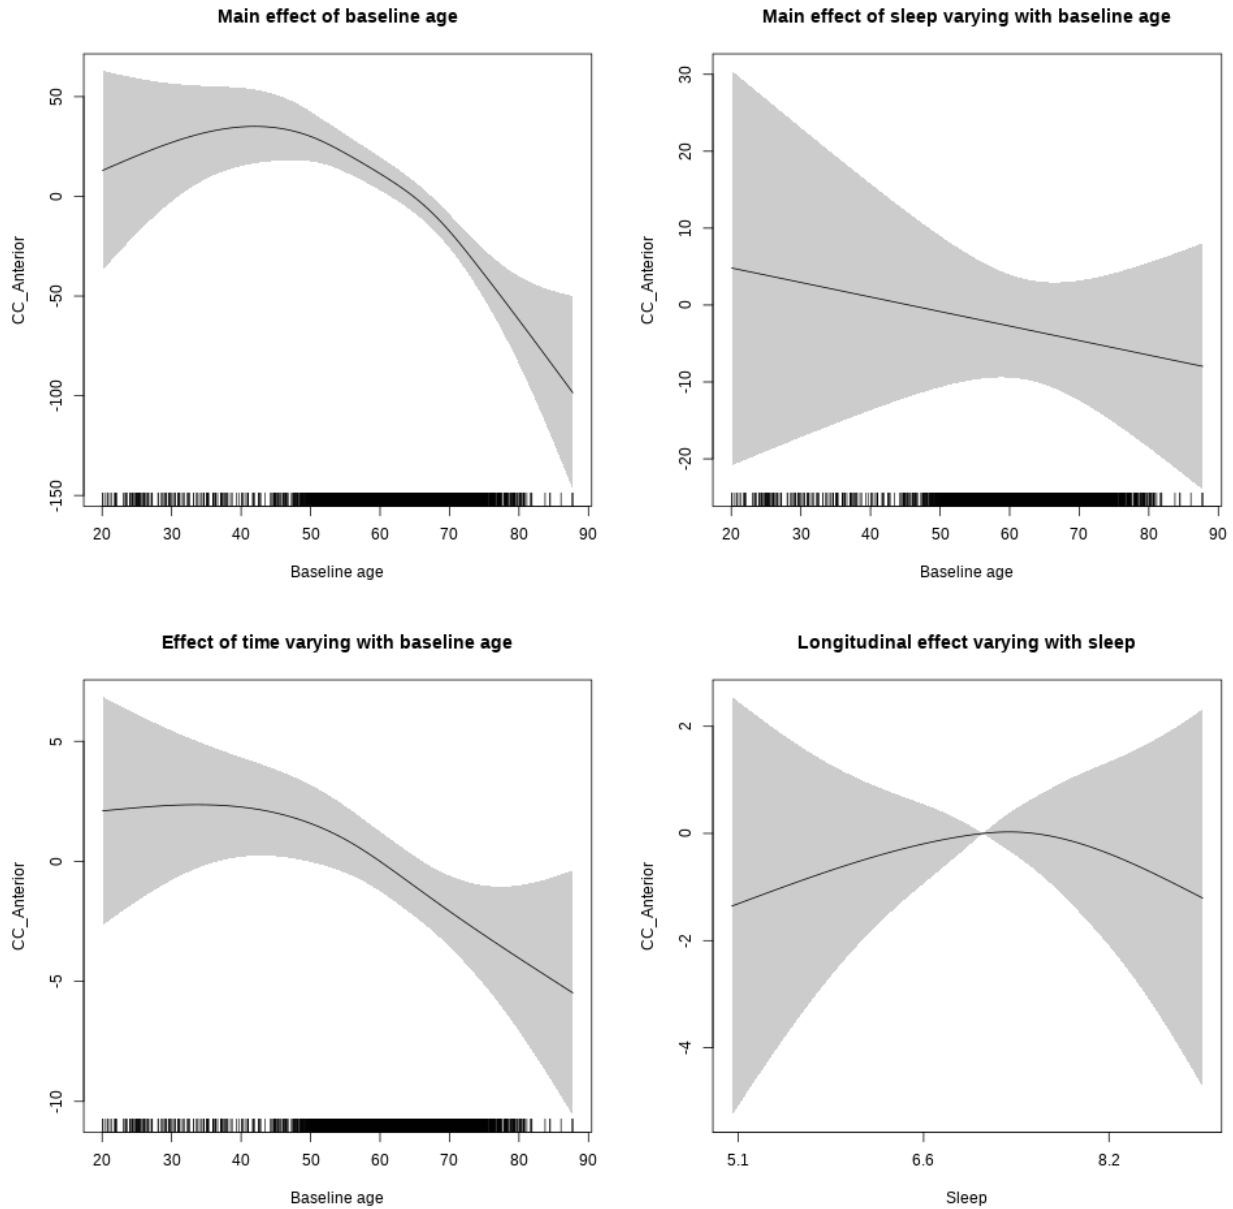 Main effect of baseline age
CC_Anterior
50
0
-50
-100
-150
20 30 40 50 60 70 80 90
Baseline age
Main effect of sleep varying with baseline age
CC_Anterior
30
20
10
0
-10
-20
20 30 40 50 60 70 80 90
Baseline age
Effect of time varying with baseline age
CC_Anterior
5
0
-5
-10
20 30 40 50 60 70 80 90
Baseline age
Longitudinal effect varying with sleep
CC_Anterior
2
0
-2
-4
5.1 6.6 8.2
Sleep